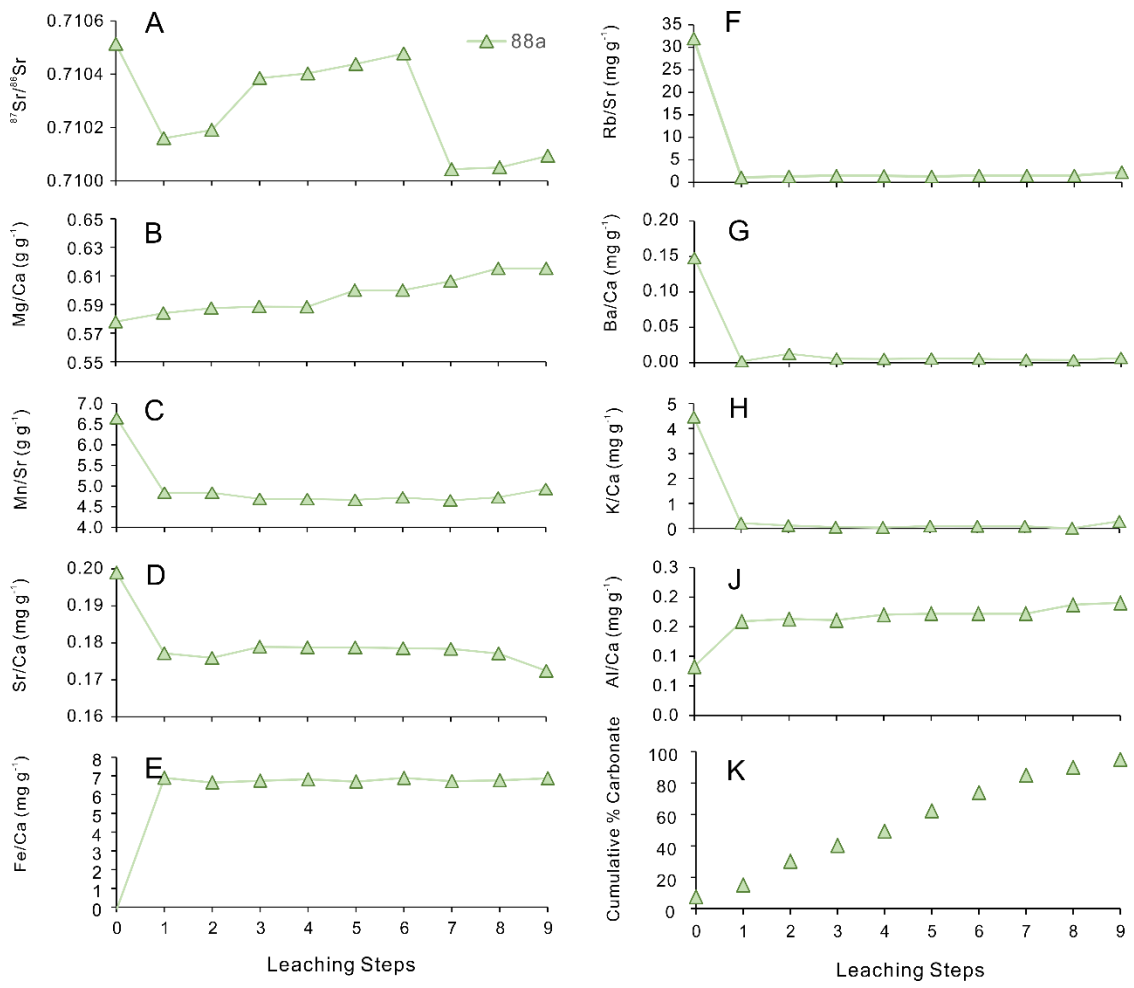 A
88a
⁸⁷Sr/⁸⁶Sr
0.7106
0.7104
0.7102
0.7100
B
Mg/Ca (g g⁻¹)
0.65
0.63
0.61
0.59
0.57
0.55
C
Mn/Sr (g g⁻¹)
7.0
6.5
6.0
5.5
5.0
4.5
4.0
D
Sr/Ca (mg g⁻¹)
0.20
0.19
0.18
0.17
0.16
E
Fe/Ca (mg g⁻¹)
8
7
6
5
4
3
2
1
0
0 1 2 3 4 5 6 7 8 9
Leaching Steps
F
Rb/Sr (mg g⁻¹)
35
30
25
20
15
10
5
0
G
Ba/Ca (mg g⁻¹)
0.20
0.15
0.10
0.05
0.00
H
K/Ca (mg g⁻¹)
5
4
3
2
1
0
J
Al/Ca (mg g⁻¹)
0.3
0.2
0.2
0.1
0.1
0.0
K
Cumulative % Carbonate
100
80
60
40
20
0
0 1 2 3 4 5 6 7 8 9
Leaching Steps